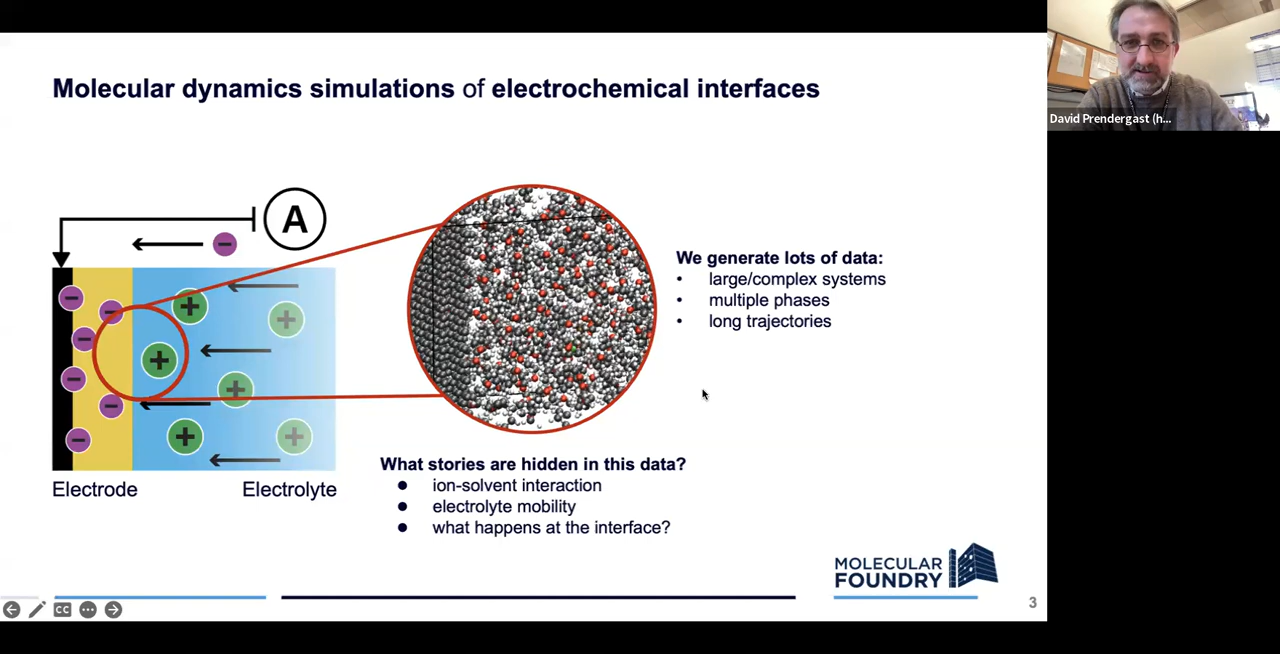 Molecular dynamics simulations of electrochemical interfaces
David Prendergast (h...
A
We generate lots of data:
• large/complex systems
• multiple phases
• long trajectories
What stories are hidden in this data?
● ion-solvent interaction
● electrolyte mobility
● what happens at the interface?
Electrode
Electrolyte
MOLECULAR
FOUNDRY
3
CC